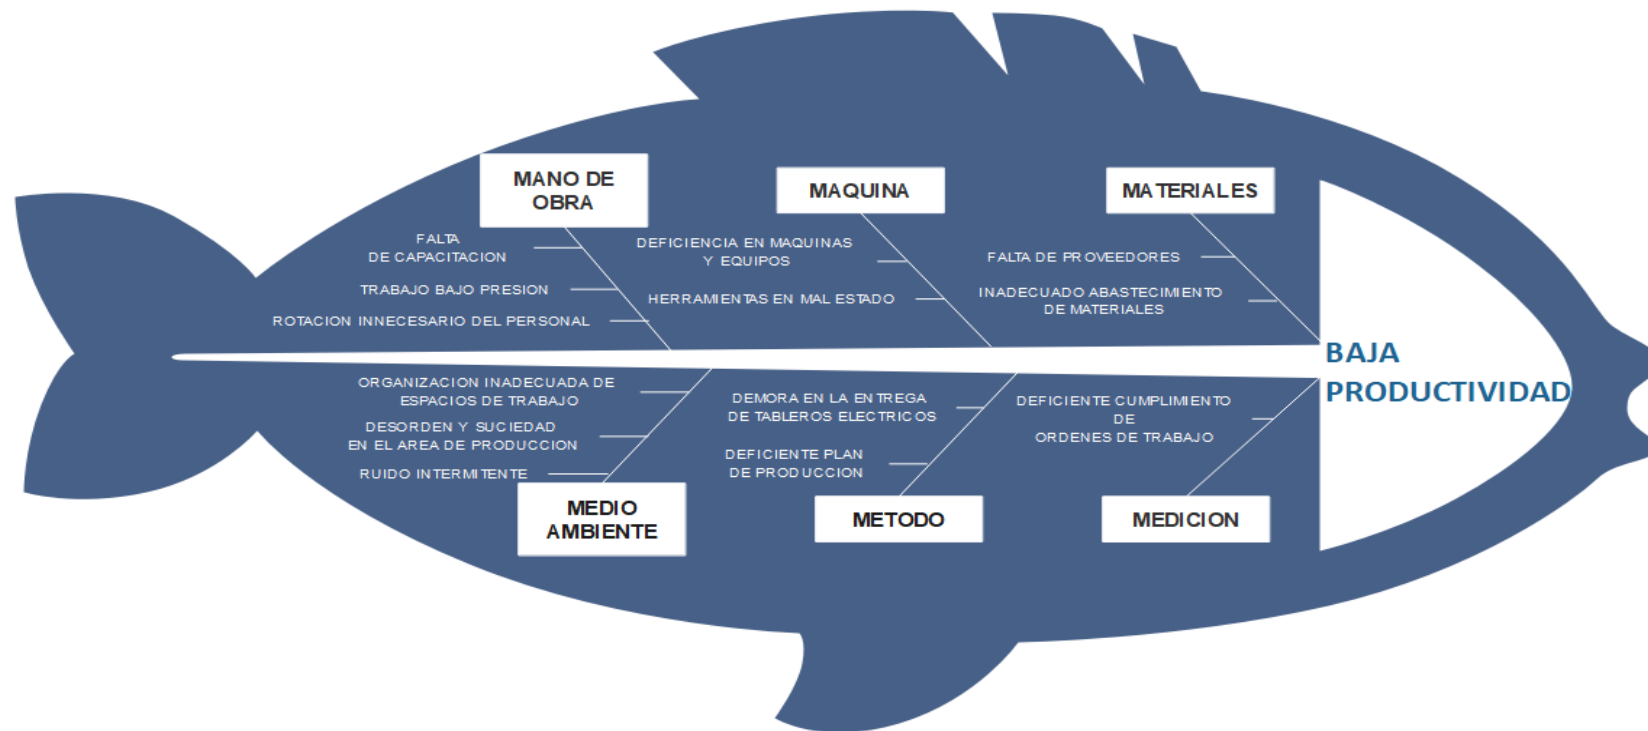 MANO DE
OBRA
FALTA
DE CAPACITACION
TRABAJO BAJO PRESION
ROTACION INNECESARIO DEL PERSONAL
MAQUINA
DEFICIENCIA EN MAQUINAS
Y EQUIPOS
HERRAMIENTAS EN MAL ESTADO
MATERIALES
FALTA DE PROVEEDORES
INADECUADO ABASTECIMIENTO
DE MATERIALES
BAJA
PRODUCTIVIDAD
ORGANIZACION INADECUADA DE
ESPACIOS DE TRABAJO
DESORDEN Y SUCIEDAD
EN EL AREA DE PRODUCCION
RUIDO INTERMITENTE
MEDIO
AMBIENTE
DEMORA EN LA ENTREGA
DE TABLEROS ELECTRICOS
DEFICIENTE PLAN
DE PRODUCCION
METODO
DEFICIENTE CUMPLIMIENTO
DE
ORDENES DE TRABAJO
MEDICION